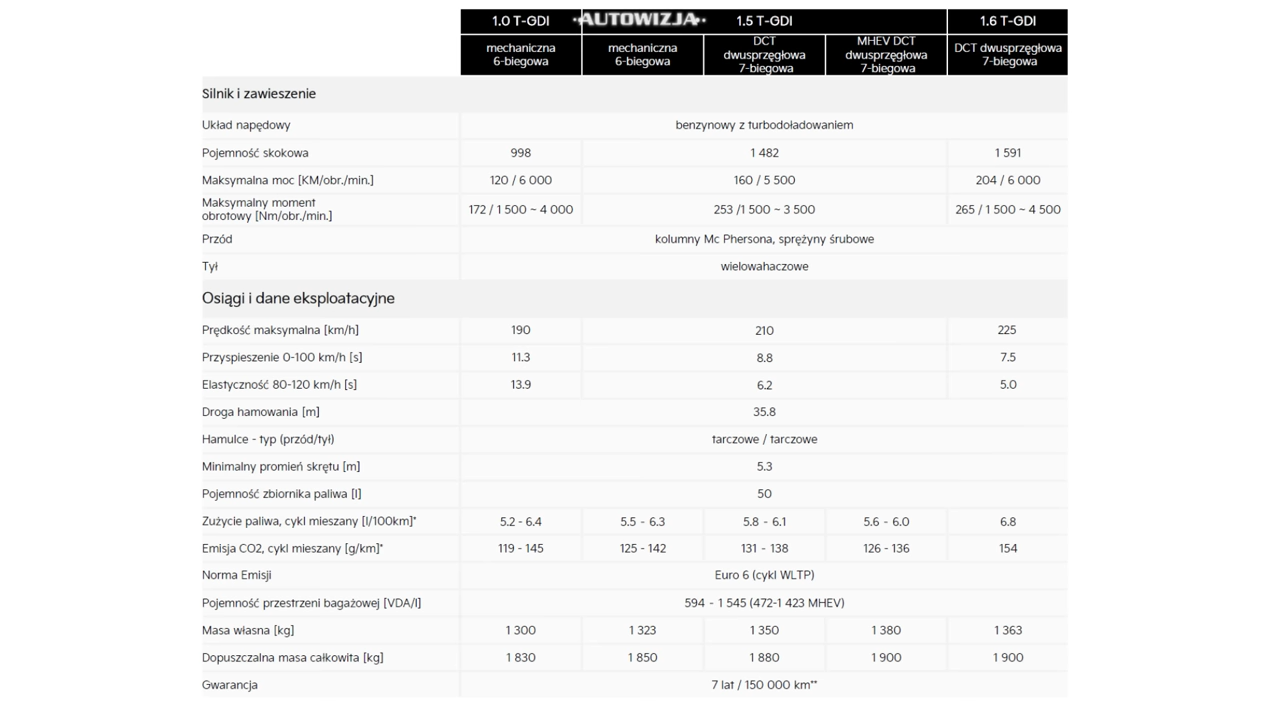 1.0 T-GDI ·AUTOWIZJA·· 1.5 T-GDI 1.6 T-GDI
mechaniczna 6-biegowa mechaniczna 6-biegowa DCT dwusprzęgłowa 7-biegowa MHEV DCT dwusprzęgłowa 7-biegowa DCT dwusprzęgłowa 7-biegowa
Silnik i zawieszenie
Układ napędowy benzynowy z turbodoładowaniem
Pojemność skokowa 998 1 482 1 591
Maksymalna moc [KM/obr./min.] 120 / 6 000 160 / 5 500 204 / 6 000
Maksymalny moment
obrotowy [Nm/obr./min.] 172 / 1 500 ~ 4 000 253 /1 500 ~ 3 500 265 / 1 500 ~ 4 500
Przód kolumny Mc Phersona, sprężyny śrubowe
Tył wielowahaczowe
Osiągi i dane eksploatacyjne
Prędkość maksymalna [km/h] 190 210 225
Przyspieszenie 0-100 km/h [s] 11.3 8.8 7.5
Elastyczność 80-120 km/h [s] 13.9 6.2 5.0
Droga hamowania [m] 35.8
Hamulce - typ (przód/tył) tarczowe / tarczowe
Minimalny promień skrętu [m] 5.3
Pojemność zbiornika paliwa [l] 50
Zużycie paliwa, cykl mieszany [l/100km]* 5.2 - 6.4 5.5 - 6.3 5.8 - 6.1 5.6 - 6.0 6.8
Emisja CO2, cykl mieszany [g/km]* 119 - 145 125 - 142 131 - 138 126 - 136 154
Norma Emisji Euro 6 (cykl WLTP)
Pojemność przestrzeni bagażowej [VDA/l] 594 - 1 545 (472-1 423 MHEV)
Masa własna [kg] 1 300 1 323 1 350 1 380 1 363
Dopuszczalna masa całkowita [kg] 1 830 1 850 1 880 1 900 1 900
Gwarancja 7 lat / 150 000 km**